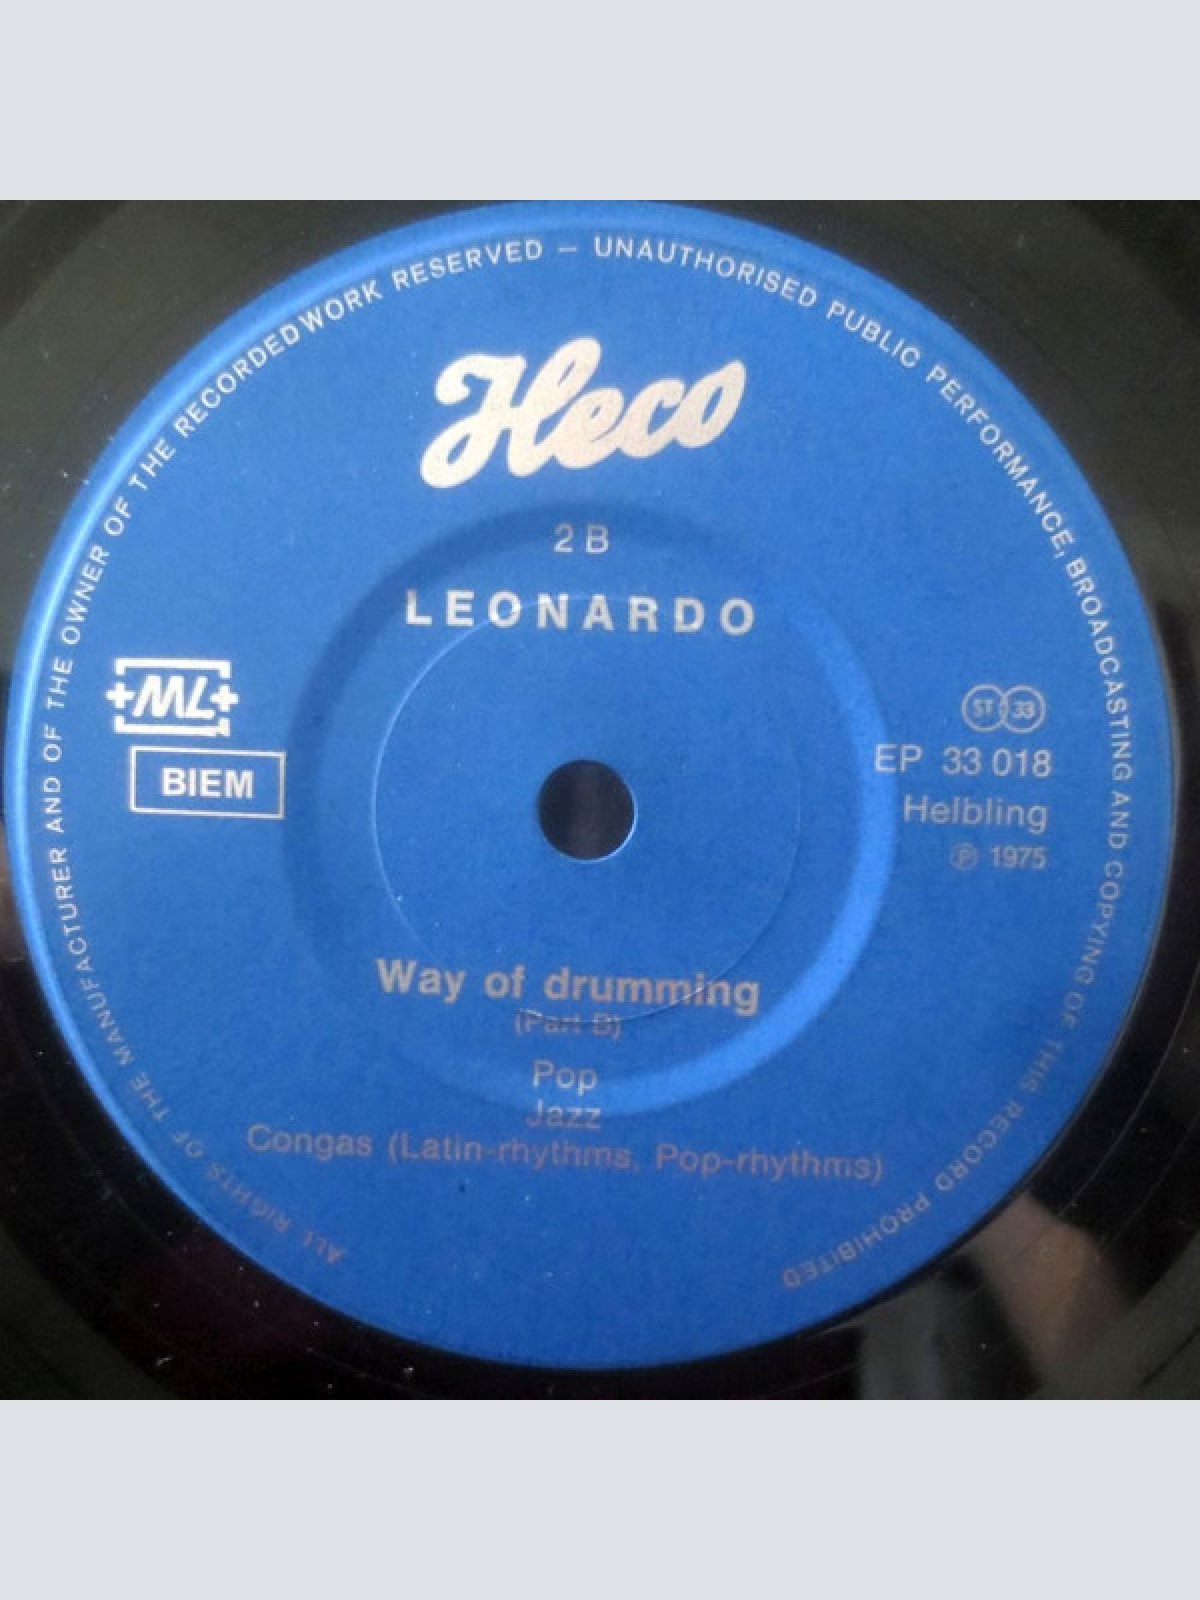 ALL RIGHTS OF THE MANUFACTURER AND OF THE OWNER OF THE RECORDED WORK RESERVED – UNAUTHORISED PUBLIC PERFORMANCE, BROADCASTING AND COPYING OF THIS RECORD PROHIBITED
Heco
2 B
LEONARDO
+ML+
BIEM
ST 33
EP 33 018
Helbling
℗ 1975
Way of drumming
(Part B)
Pop
Jazz
Congas (Latin-rhythms, Pop-rhythms)